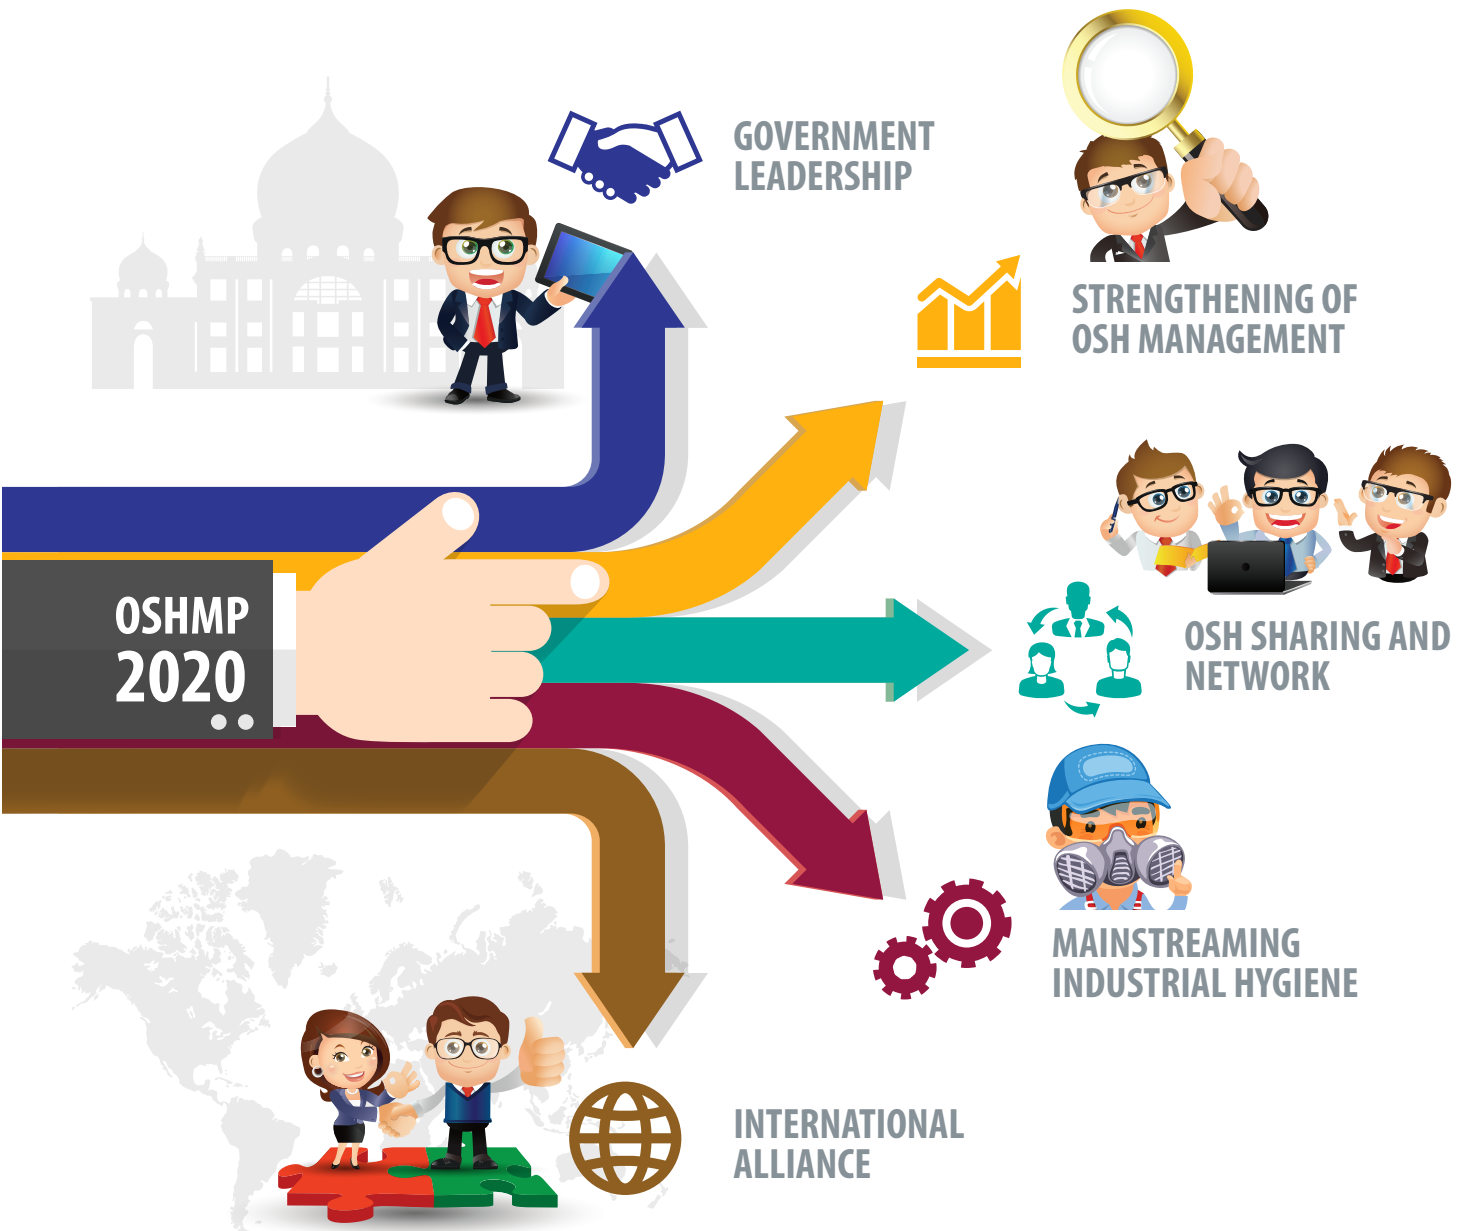 GOVERNMENT
LEADERSHIP
STRENGTHENING OF
OSH MANAGEMENT
OSHMP
2020
OSH SHARING AND
NETWORK
MAINSTREAMING
INDUSTRIAL HYGIENE
INTERNATIONAL
ALLIANCE